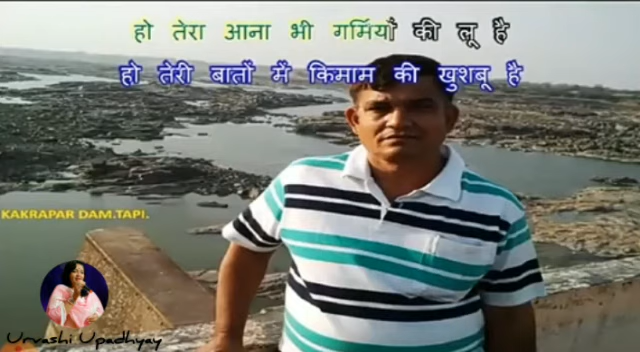 हो तेरा आना भी गर्मियों की लू है
हो तेरी बातों में किमाम की खुशबू है
KAKRAPAR DAM.TAPI.
Urvashi Upadhyay